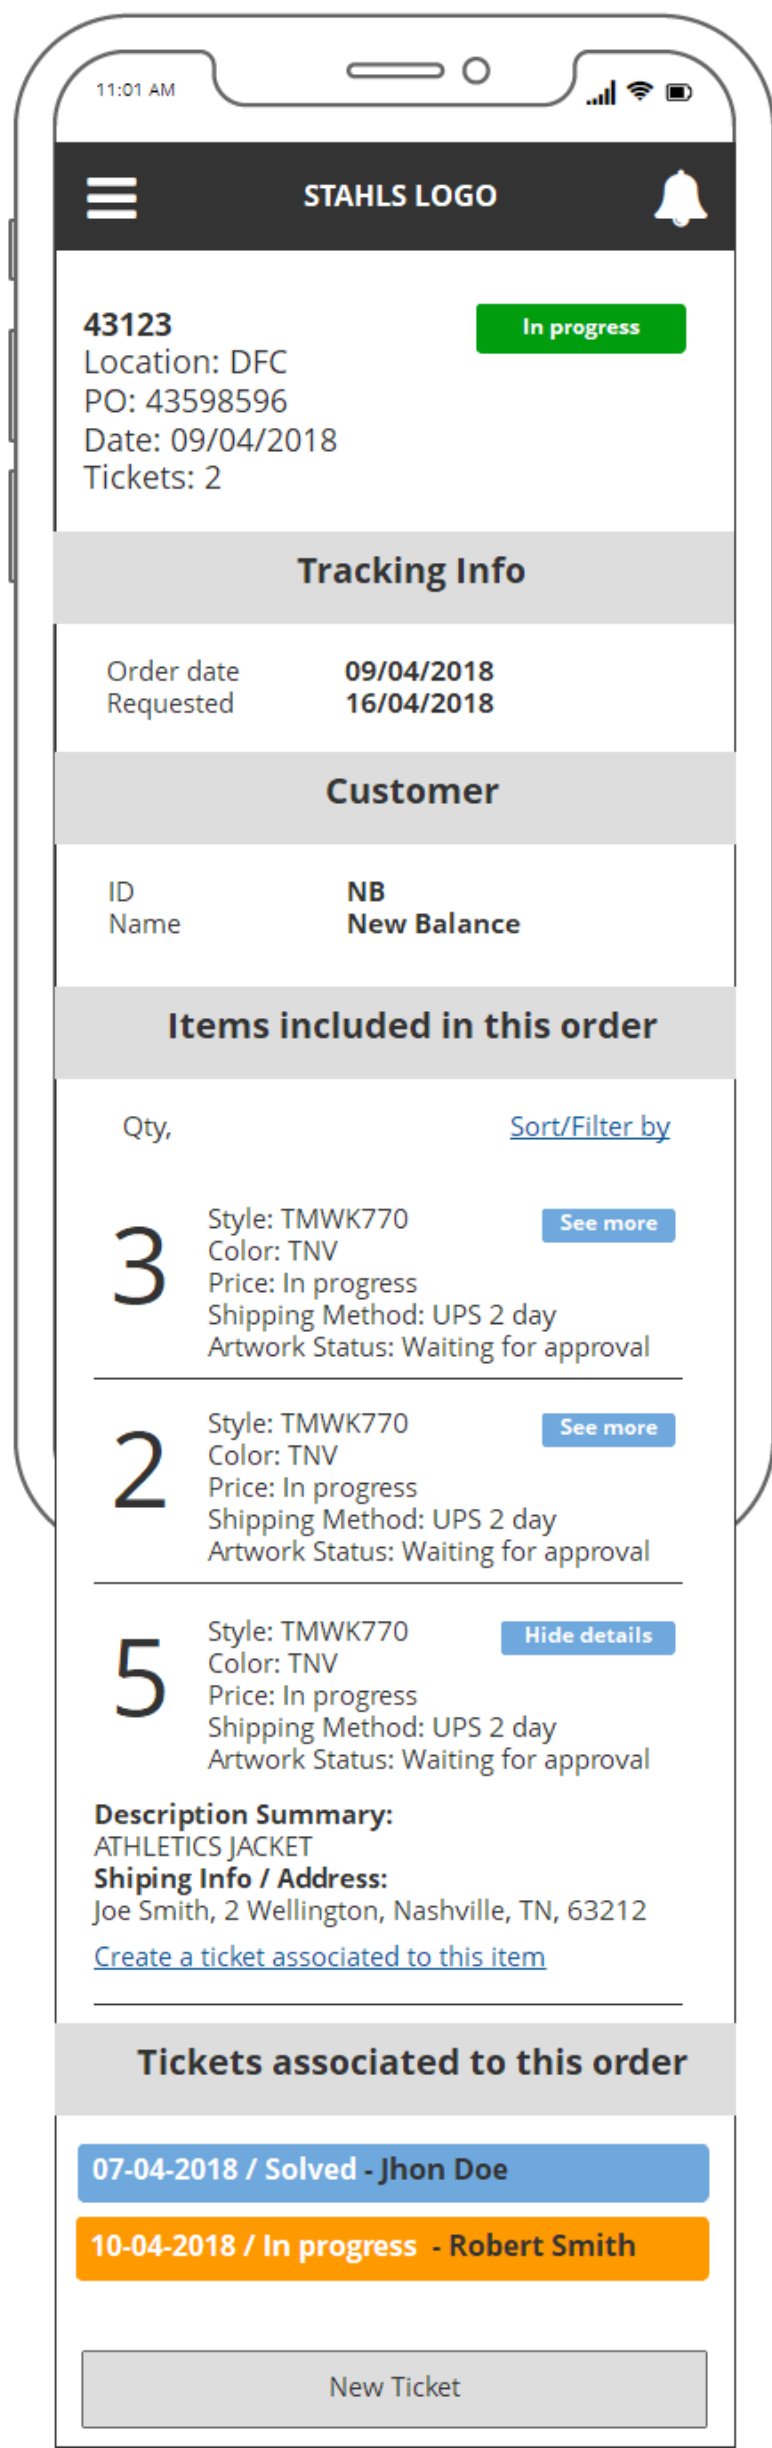 11:01 AM
STAHLS LOGO
43123
In progress
Location: DFC
PO: 43598596
Date: 09/04/2018
Tickets: 2
Tracking Info
Order date 09/04/2018
Requested 16/04/2018
Customer
ID NB
Name New Balance
Items included in this order
Qty, Sort/Filter by
3
Style: TMWK770 See more
Color: TNV
Price: In progress
Shipping Method: UPS 2 day
Artwork Status: Waiting for approval
2
Style: TMWK770 See more
Color: TNV
Price: In progress
Shipping Method: UPS 2 day
Artwork Status: Waiting for approval
5
Style: TMWK770 Hide details
Color: TNV
Price: In progress
Shipping Method: UPS 2 day
Artwork Status: Waiting for approval
Description Summary:
ATHLETICS JACKET
Shiping Info / Address:
Joe Smith, 2 Wellington, Nashville, TN, 63212
Create a ticket associated to this item
Tickets associated to this order
07-04-2018 / Solved - Jhon Doe
10-04-2018 / In progress - Robert Smith
New Ticket